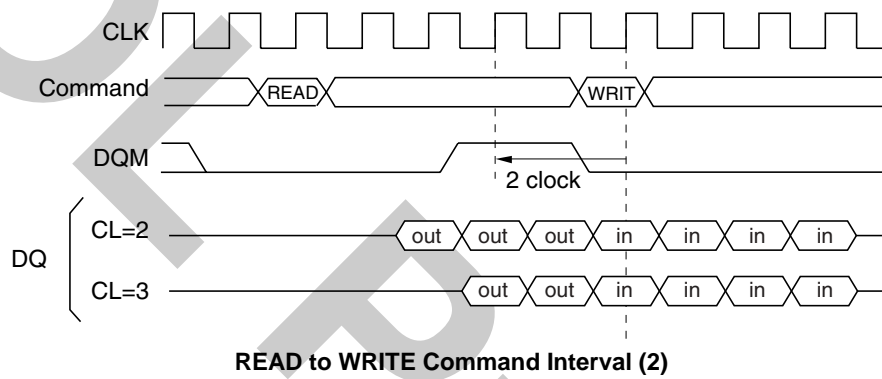 CLK
Command READ WRIT
DQM
2 clock
DQ CL=2 out out out in in in in
CL=3 out out in in in in
READ to WRITE Command Interval (2)